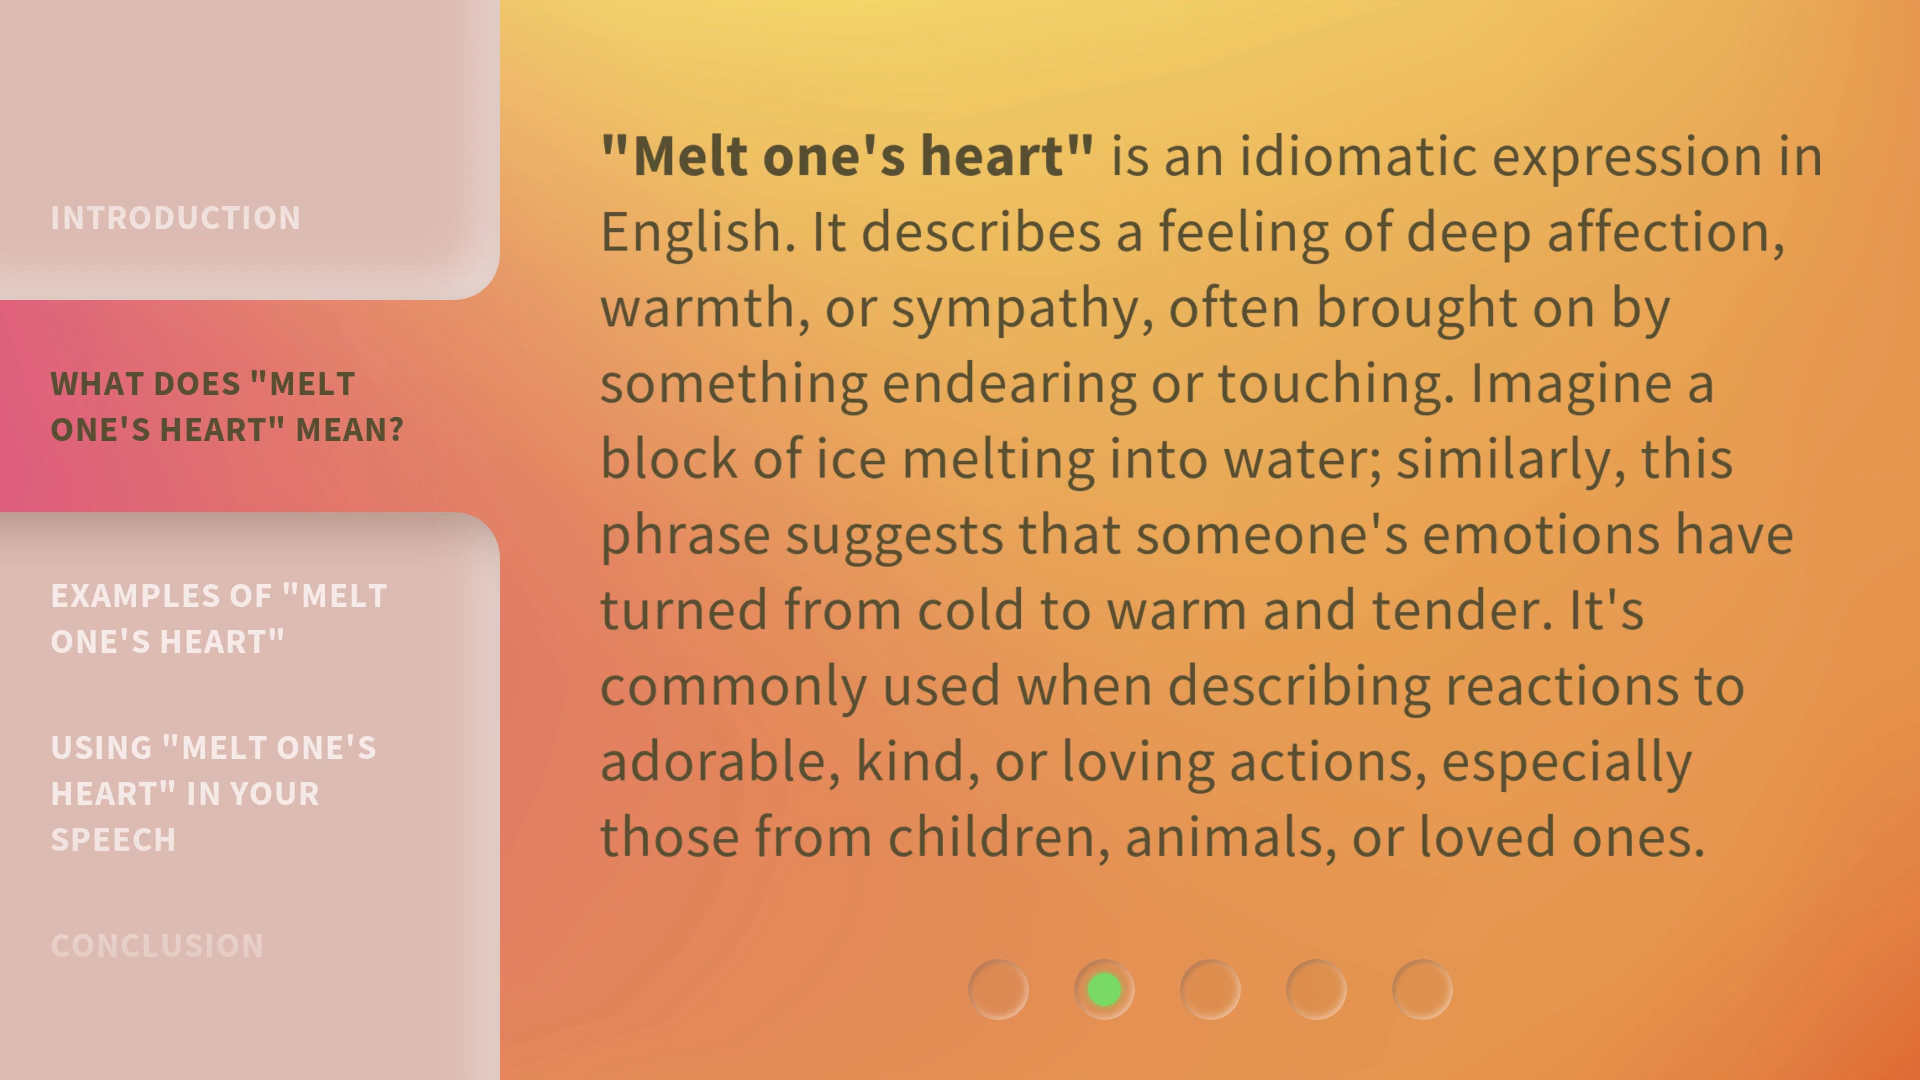 INTRODUCTION
WHAT DOES "MELT
ONE'S HEART" MEAN?
EXAMPLES OF "MELT
ONE'S HEART"
USING "MELT ONE'S
HEART" IN YOUR
SPEECH
CONCLUSION
"Melt one's heart" is an idiomatic expression in
English. It describes a feeling of deep affection,
warmth, or sympathy, often brought on by
something endearing or touching. Imagine a
block of ice melting into water; similarly, this
phrase suggests that someone's emotions have
turned from cold to warm and tender. It's
commonly used when describing reactions to
adorable, kind, or loving actions, especially
those from children, animals, or loved ones.